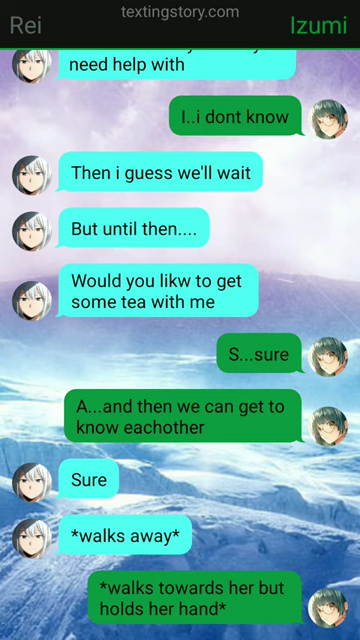 textingstory.com
Rei
Izumi
need help with
I..i dont know
Then i guess we'll wait
But until then....
Would you likw to get
some tea with me
S...sure
A...and then we can get to
know eachother
Sure
*walks away*
*walks towards her but
holds her hand*